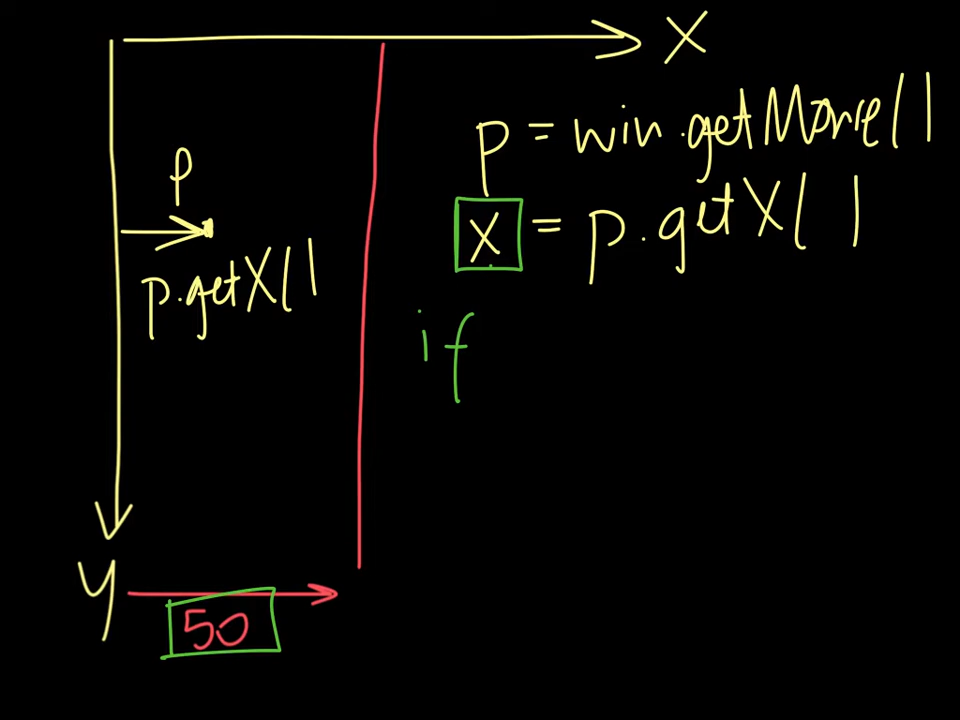 X
p = win.getMouse()
p
X = p.getX( )
p.getX()
if
y
50